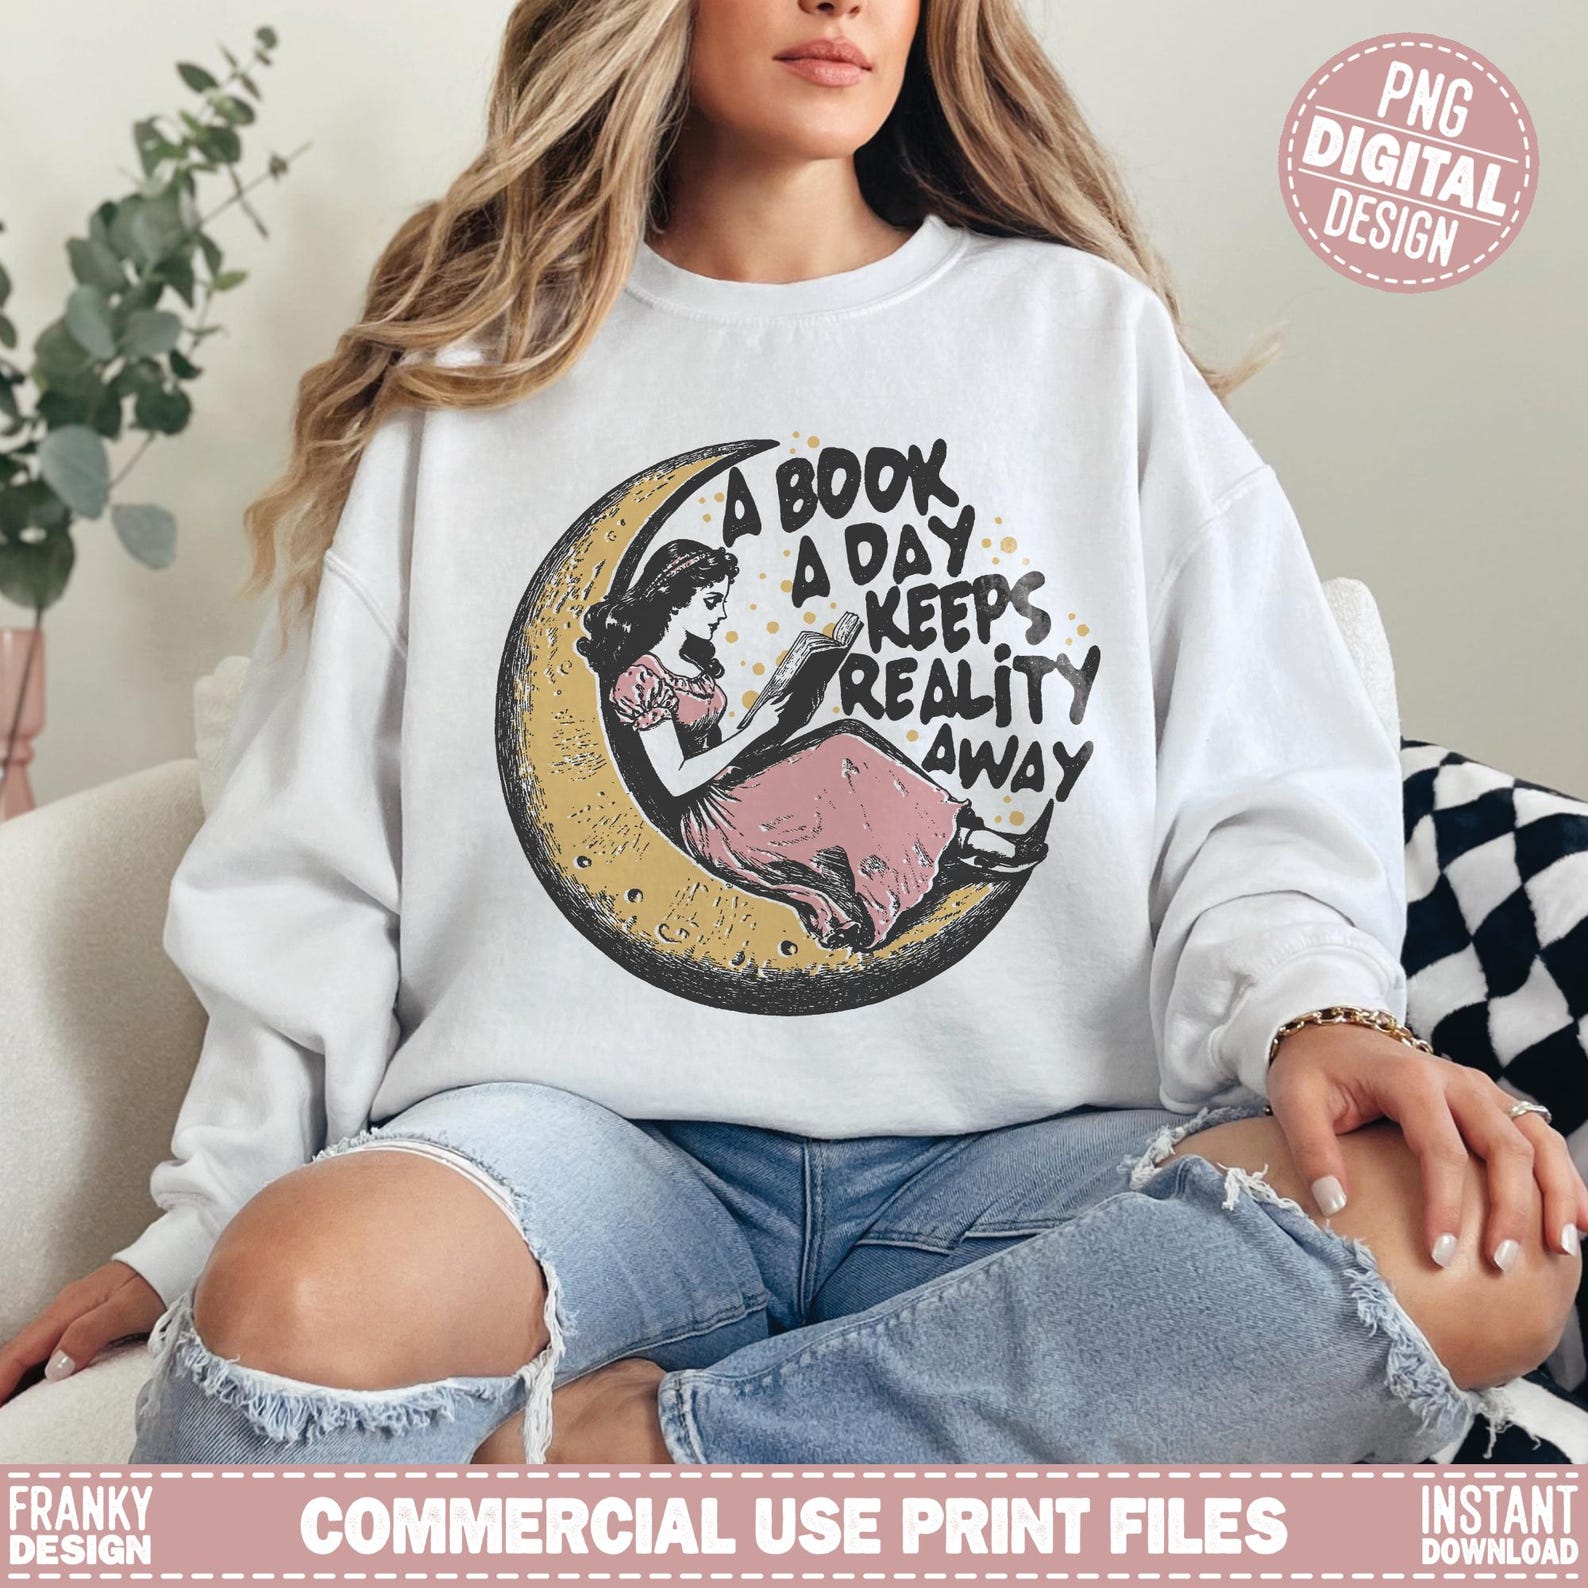 PNG
DIGITAL
DESIGN
A BOOK
A DAY
KEEPS
REALITY
AWAY
FRANKY
DESIGN
COMMERCIAL USE PRINT FILES
INSTANT
DOWNLOAD